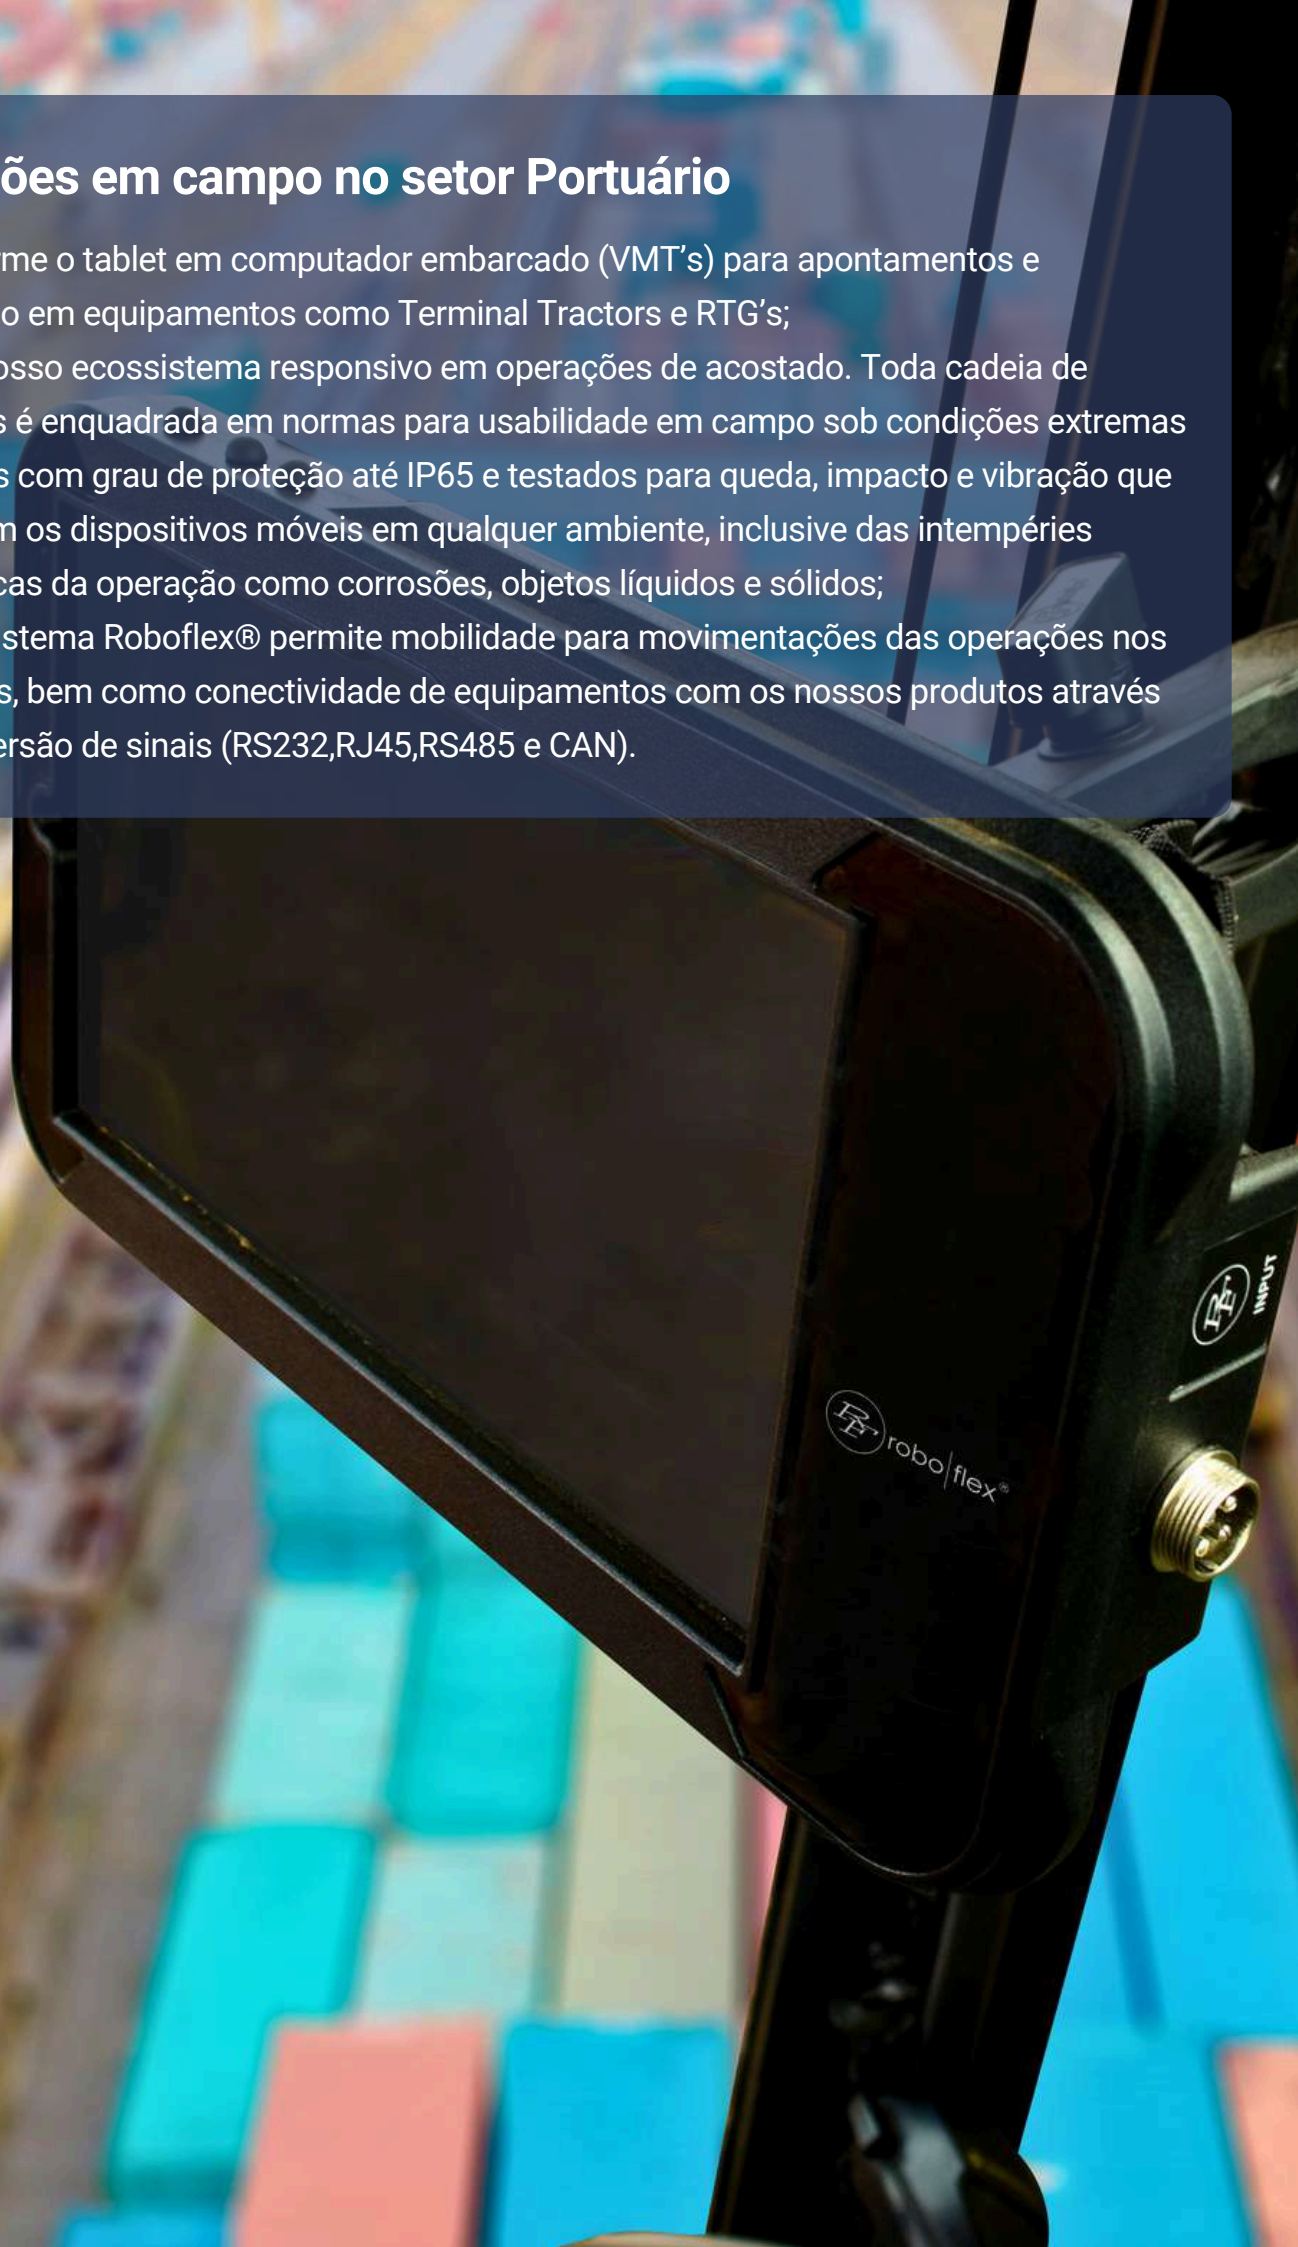 ões em campo no setor Portuário
rme o tablet em computador embarcado (VMT's) para apontamentos e
o em equipamentos como Terminal Tractors e RTG's;
osso ecossistema responsivo em operações de acostado. Toda cadeia de
s é enquadrada em normas para usabilidade em campo sob condições extremas
s com grau de proteção até IP65 e testados para queda, impacto e vibração que
m os dispositivos móveis em qualquer ambiente, inclusive das intempéries
cas da operação como corrosões, objetos líquidos e sólidos;
istema Roboflex® permite mobilidade para movimentações das operações nos
s, bem como conectividade de equipamentos com os nossos produtos através
ersão de sinais (RS232,RJ45,RS485 e CAN).
RF INPUT
RF robo|flex®